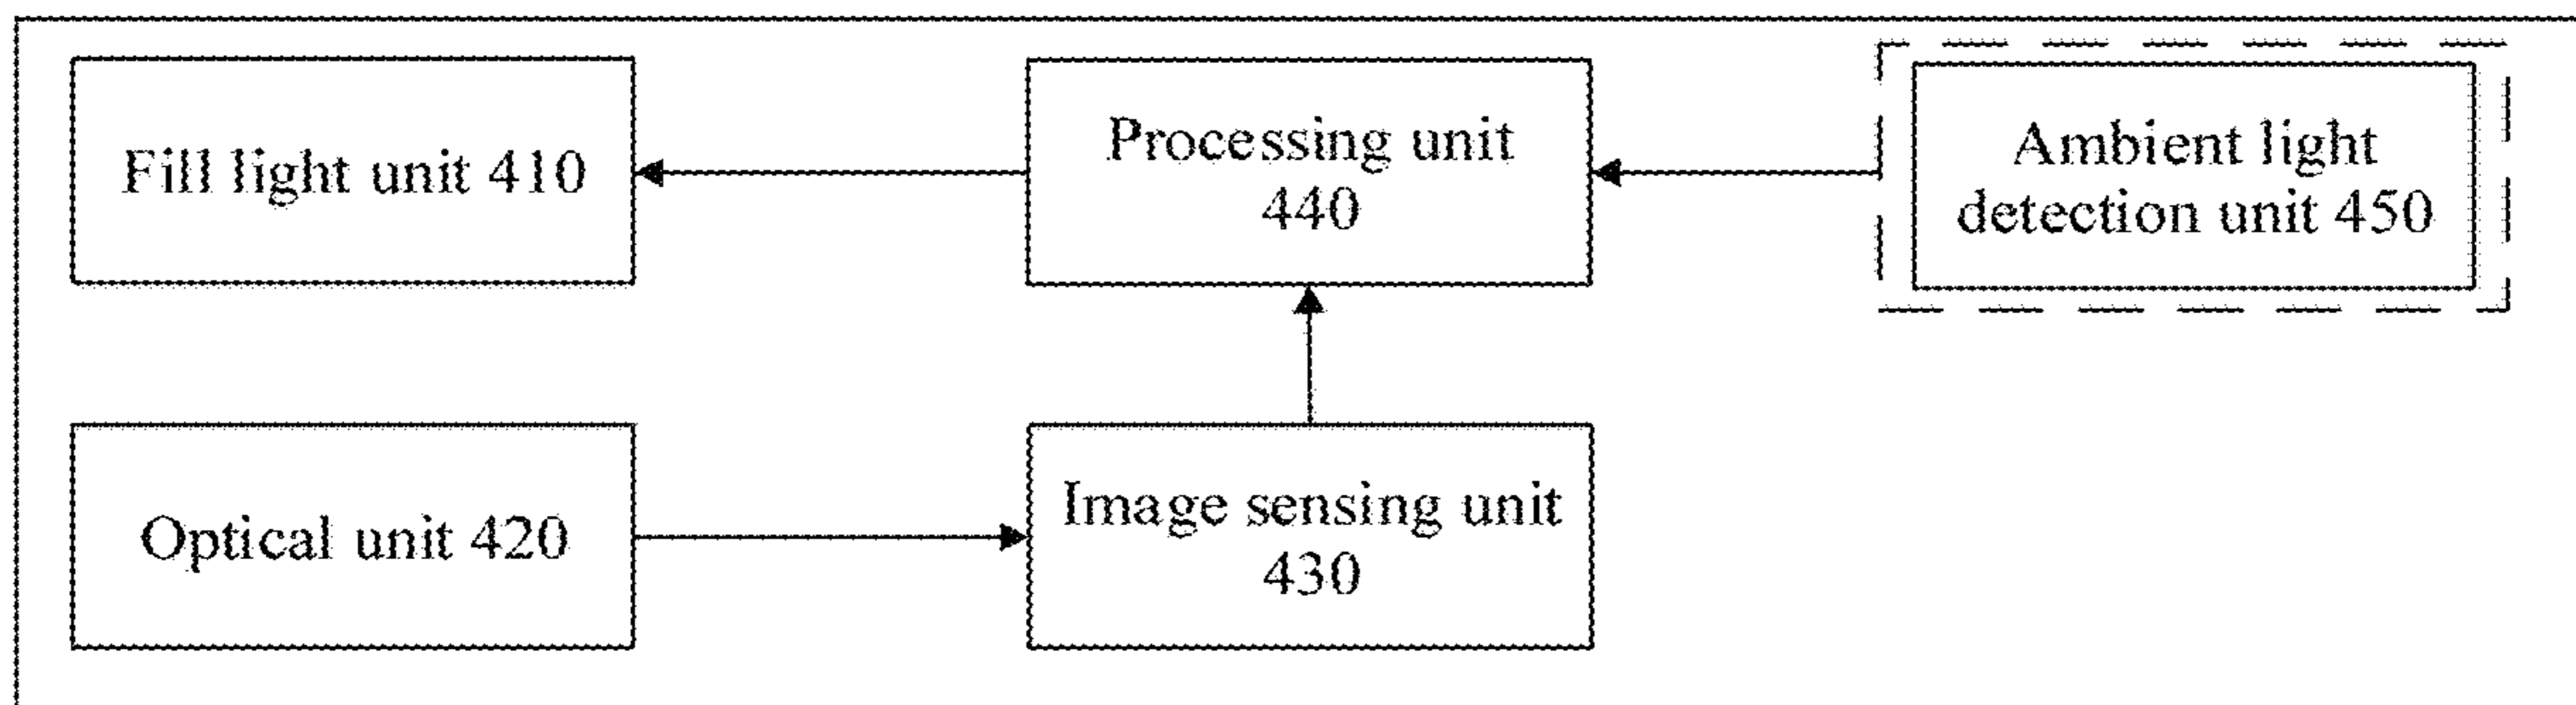 Fill light unit 410
Processing unit
440
Ambient light
detection unit 450
Optical unit 420
Image sensing unit
430